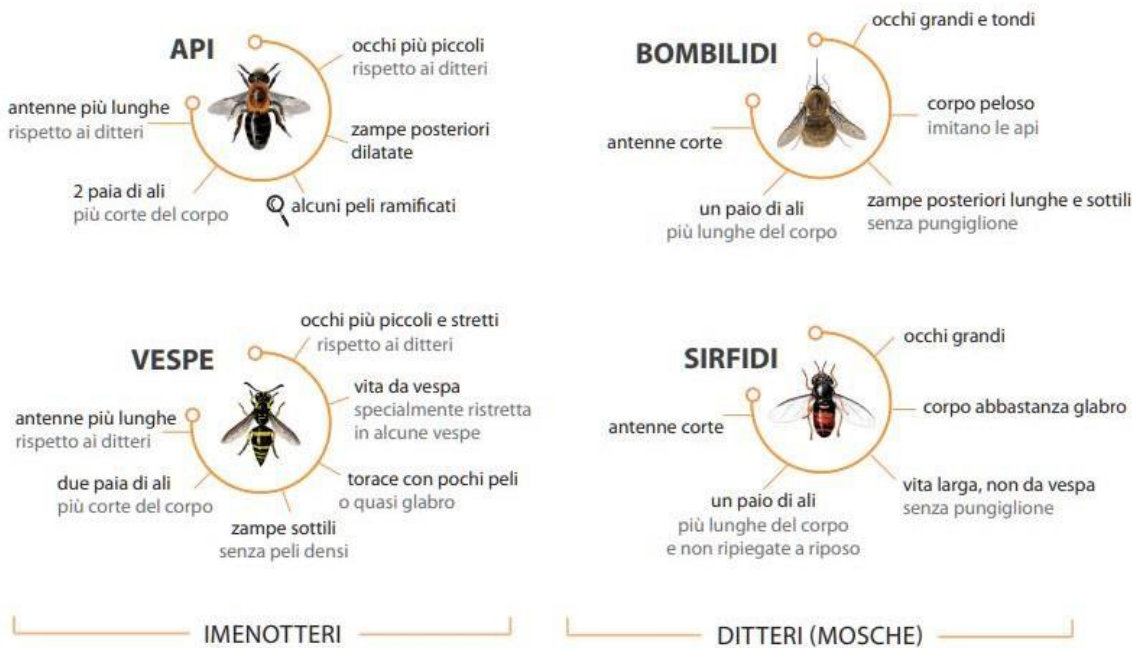 API
occhi più piccoli
rispetto ai ditteri
antenne più lunghe
rispetto ai ditteri
zampe posteriori
dilatate
2 paia di ali
più corte del corpo
alcuni peli ramificati
BOMBILIDI
occhi grandi e tondi
corpo peloso
imitano le api
antenne corte
un paio di ali
più lunghe del corpo
zampe posteriori lunghe e sottili
senza pungiglione
VESPE
occhi più piccoli e stretti
rispetto ai ditteri
vita da vespa
specialmente ristretta
in alcune vespe
antenne più lunghe
rispetto ai ditteri
due paia di ali
più corte del corpo
torace con pochi peli
o quasi glabro
zampe sottili
senza peli densi
SIRFIDI
occhi grandi
antenne corte
corpo abbastanza glabro
un paio di ali
più lunghe del corpo
e non ripiegate a riposo
vita larga, non da vespa
senza pungiglione
IMENOTTERI
DITTERI (MOSCHE)